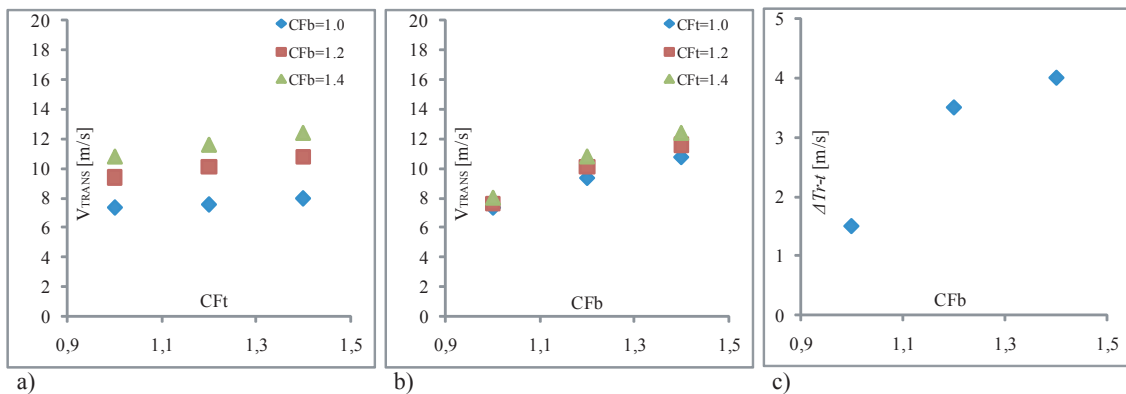 20
18
16
14
12
10
8
6
4
2
0
VTRANS [m/s]
CFb=1.0
CFb=1.2
CFb=1.4
CFt
0,9
1,1
1,3
1,5
a)
20
18
16
14
12
10
8
6
4
2
0
VTRANS [m/s]
CFt=1.0
CFt=1.2
CFt=1.4
CFb
0,9
1,1
1,3
1,5
b)
5
4
3
2
1
0
Δ Tr-t [m/s]
CFb
0,9
1,1
1,3
1,5
c)